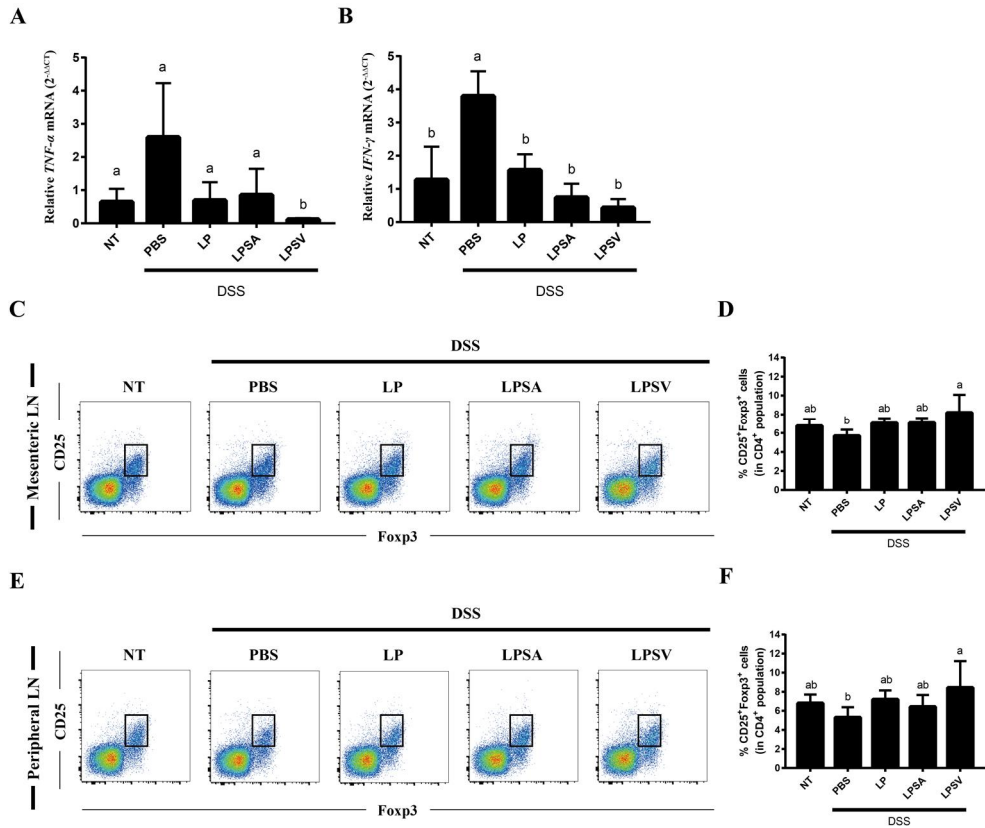 A
Relative TNF-α mRNA (2-ΔΔCT)
5
4
3
2
1
0
a
a
a
a
b
NT
PBS
LP
LPSA
LPSV
DSS
B
Relative IFN-γ mRNA (2-ΔΔCT)
5
4
3
2
1
0
b
a
b
b
b
NT
PBS
LP
LPSA
LPSV
DSS
C
DSS
NT
PBS
LP
LPSA
LPSV
Mesenteric LN
CD25
Foxp3
D
% CD25+Foxp3+ cells
(in CD4+ population)
14
12
10
8
6
4
2
0
ab
b
ab
ab
a
NT
PBS
LP
LPSA
LPSV
DSS
E
DSS
NT
PBS
LP
LPSA
LPSV
Peripheral LN
CD25
Foxp3
F
% CD25+Foxp3+ cells
(in CD4+ population)
14
12
10
8
6
4
2
0
ab
b
ab
ab
a
NT
PBS
LP
LPSA
LPSV
DSS